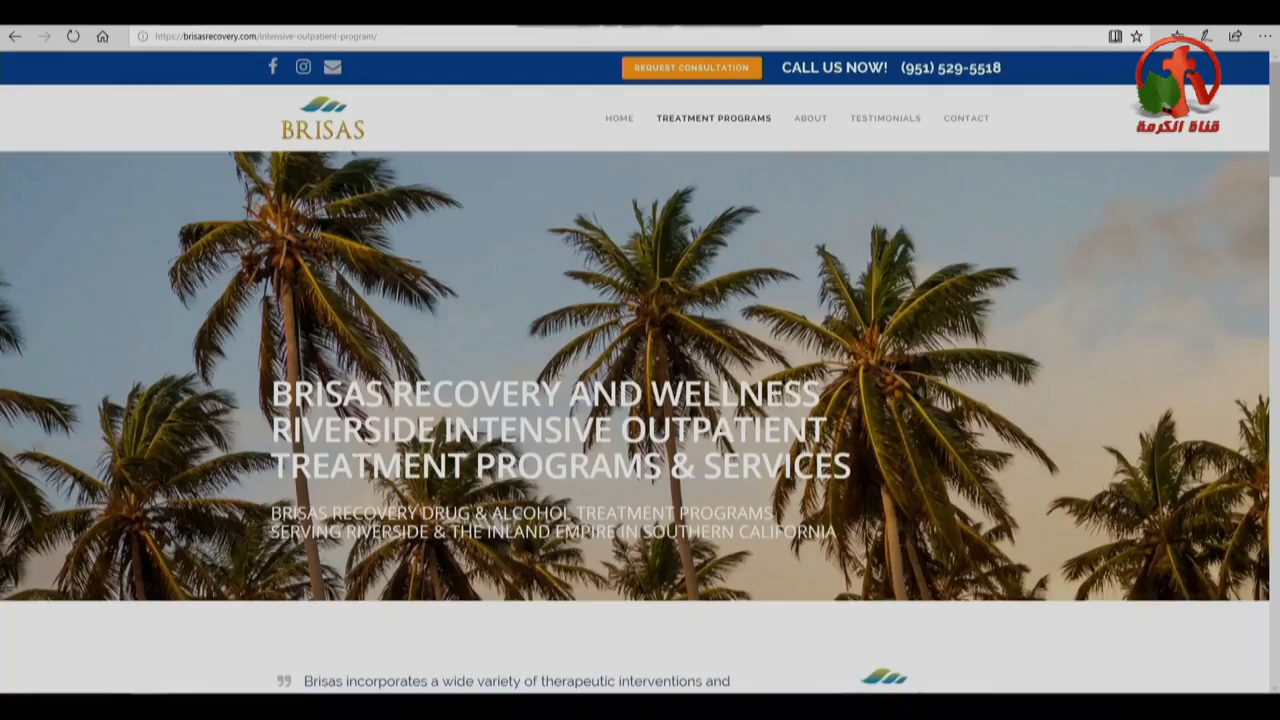 https://brisasrecovery.com/intensive-outpatient-program/
REQUEST CONSULTATION
CALL US NOW! (951) 529-5518
BRISAS
HOME
TREATMENT PROGRAMS
ABOUT
TESTIMONIALS
CONTACT
tv
قناة الكرمة
BRISAS RECOVERY AND WELLNESS
RIVERSIDE INTENSIVE OUTPATIENT
TREATMENT PROGRAMS & SERVICES
BRISAS RECOVERY DRUG & ALCOHOL TREATMENT PROGRAMS
SERVING RIVERSIDE & THE INLAND EMPIRE IN SOUTHERN CALIFORNIA
Brisas incorporates a wide variety of therapeutic interventions and